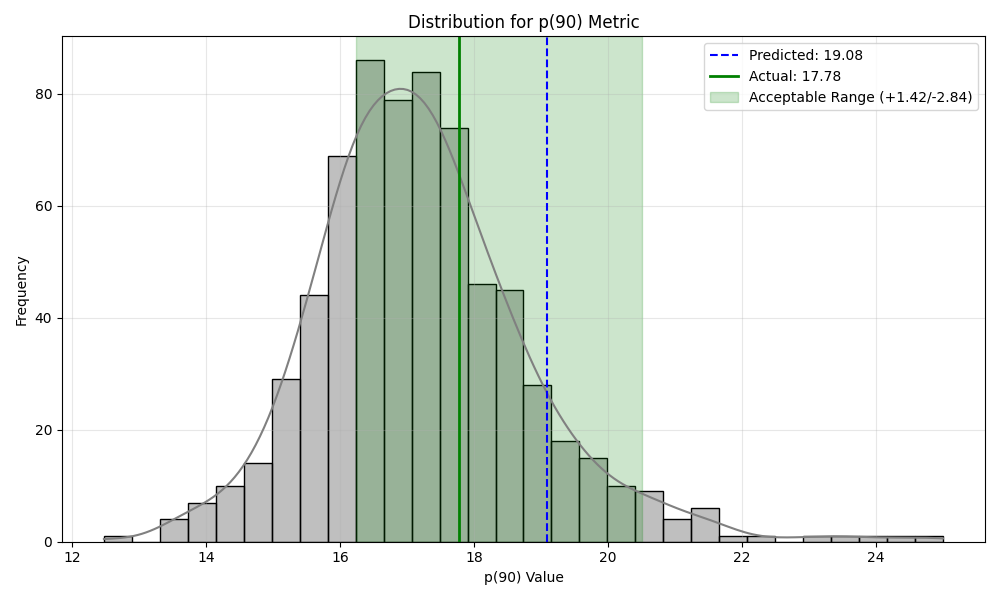 Distribution for p(90) Metric
Predicted: 19.08
Actual: 17.78
Acceptable Range (+1.42/-2.84)
Frequency
80
60
40
20
0
12 14 16 18 20 22 24
p(90) Value